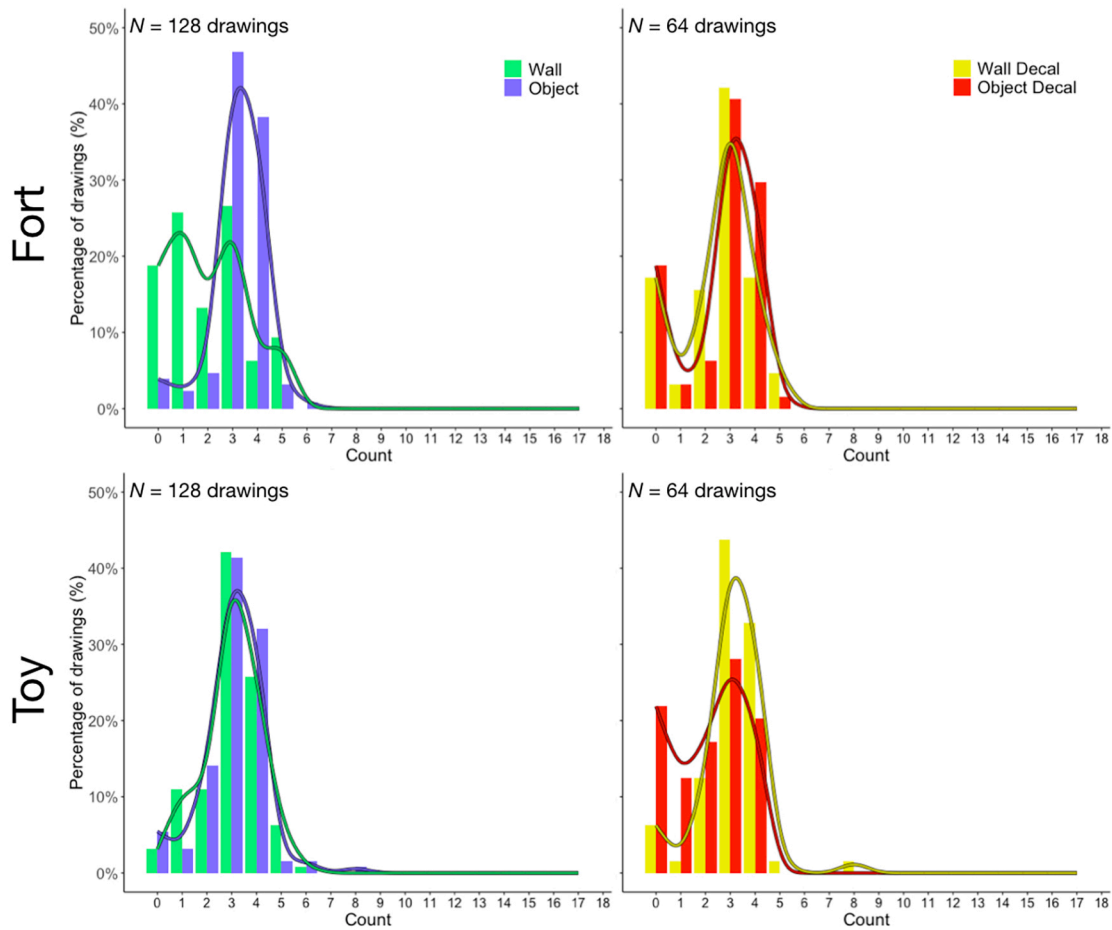 Fort
N = 128 drawings
Wall
Object
Percentage of drawings (%)
50%
40%
30%
20%
10%
0%
0 1 2 3 4 5 6 7 8 9 10 11 12 13 14 15 16 17 18
Count
N = 64 drawings
Wall Decal
Object Decal
0 1 2 3 4 5 6 7 8 9 10 11 12 13 14 15 16 17 18
Count
Toy
N = 128 drawings
Percentage of drawings (%)
50%
40%
30%
20%
10%
0%
0 1 2 3 4 5 6 7 8 9 10 11 12 13 14 15 16 17 18
Count
N = 64 drawings
0 1 2 3 4 5 6 7 8 9 10 11 12 13 14 15 16 17 18
Count